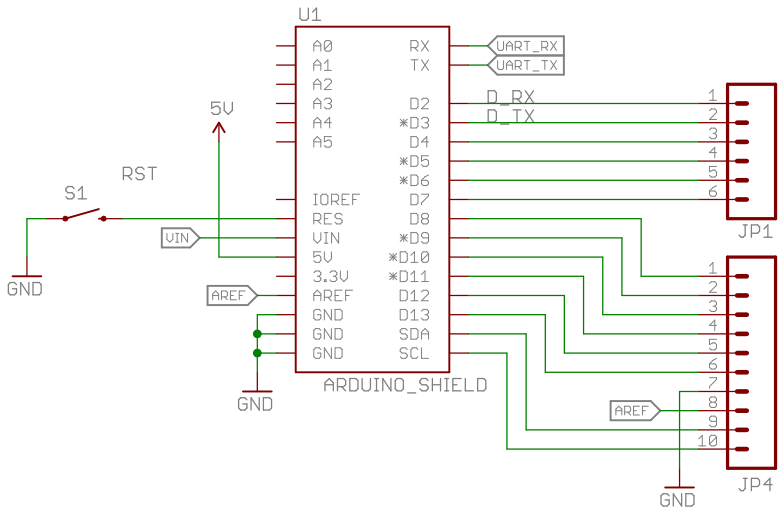 U1
A0 RX UART_RX
A1 TX UART_TX
A2
A3 D2 D_RX 1
5V A4 *D3 D_TX 2
A5 D4 3
*D5 4
RST *D6 5
S1 IOREF D7 6
RES D8
JP1
VIN VIN *D9
5V *D10
3.3V *D11 1
GND AREF AREF D12 2
GND D13 3
GND SDA 4
GND SCL 5
6
ARDUINO_SHIELD 7
GND AREF 8
9
10
JP4
GND